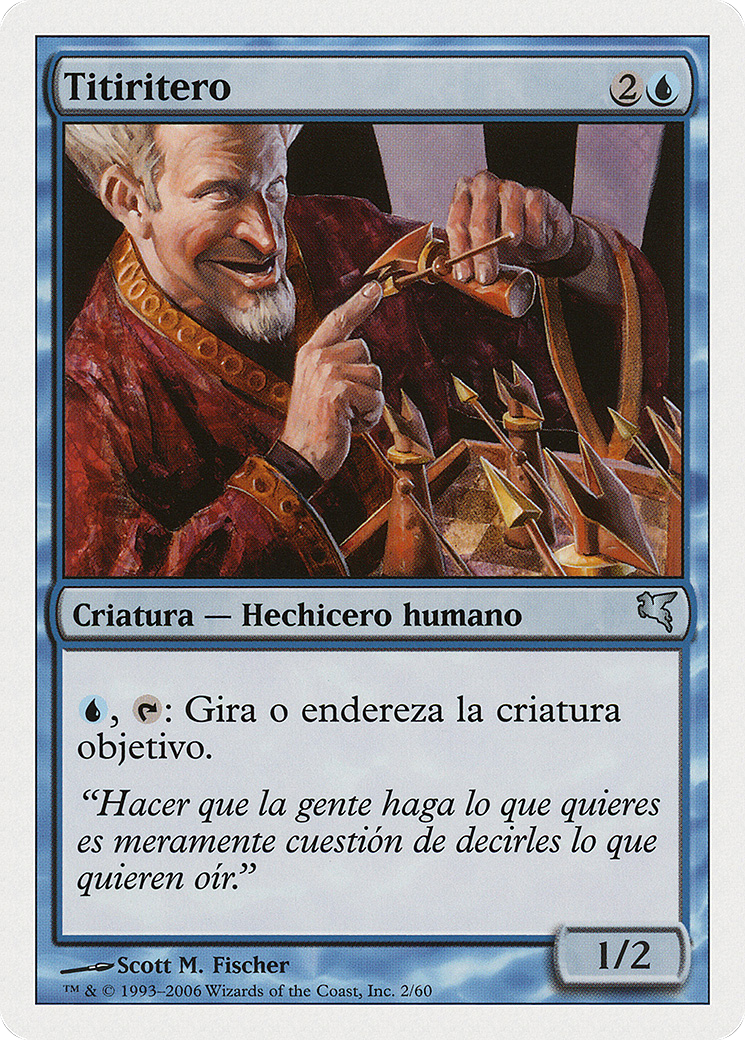 Titiritero 2
Criatura — Hechicero humano
, : Gira o endereza la criatura
objetivo.
“Hacer que la gente haga lo que quieres
es meramente cuestión de decirles lo que
quieren oír.”
1/2
Scott M. Fischer
™ & © 1993–2006 Wizards of the Coast, Inc. 2/60